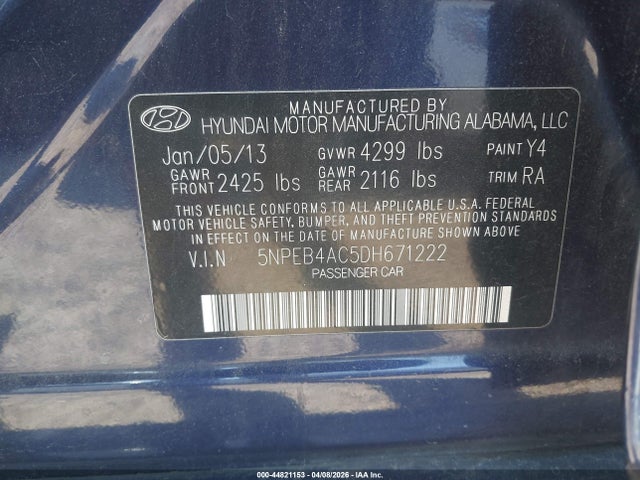 MANUFACTURED BY
HYUNDAI MOTOR MANUFACTURING ALABAMA, LLC
Jan/05/13 GVWR 4299 lbs PAINT Y4
GAWR FRONT 2425 lbs GAWR REAR 2116 lbs TRIM RA
THIS VEHICLE CONFORMS TO ALL APPLICABLE U.S.A. FEDERAL
MOTOR VEHICLE SAFETY, BUMPER, AND THEFT PREVENTION
STANDARDS IN EFFECT ON THE DATE OF MANUFACTURE SHOWN ABOVE
V.I.N 5NPEB4AC5DH671222
PASSENGER CAR
000-44821153 - 04/08/2026 - IAA Inc.